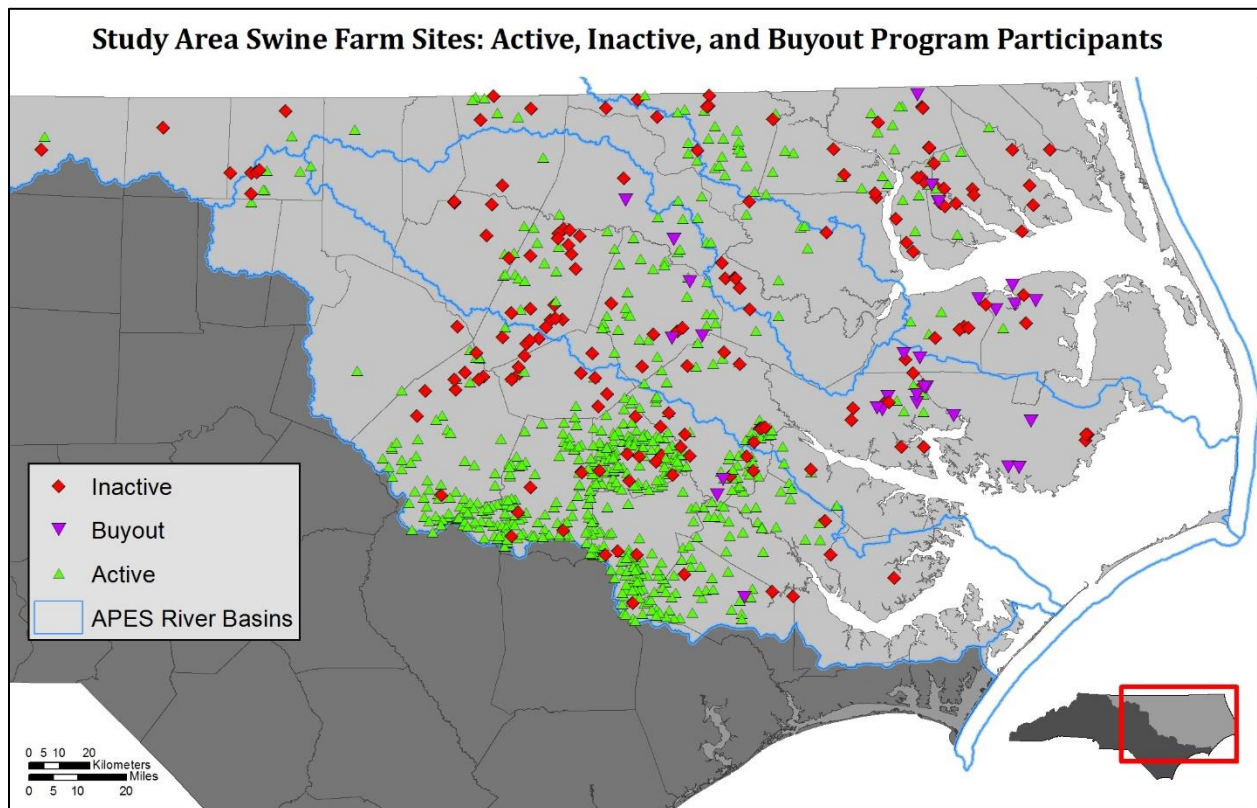 Study Area Swine Farm Sites: Active, Inactive, and Buyout Program Participants
Inactive
Buyout
Active
APES River Basins
0 5 10 20
Kilometers
Miles
0 5 10 20